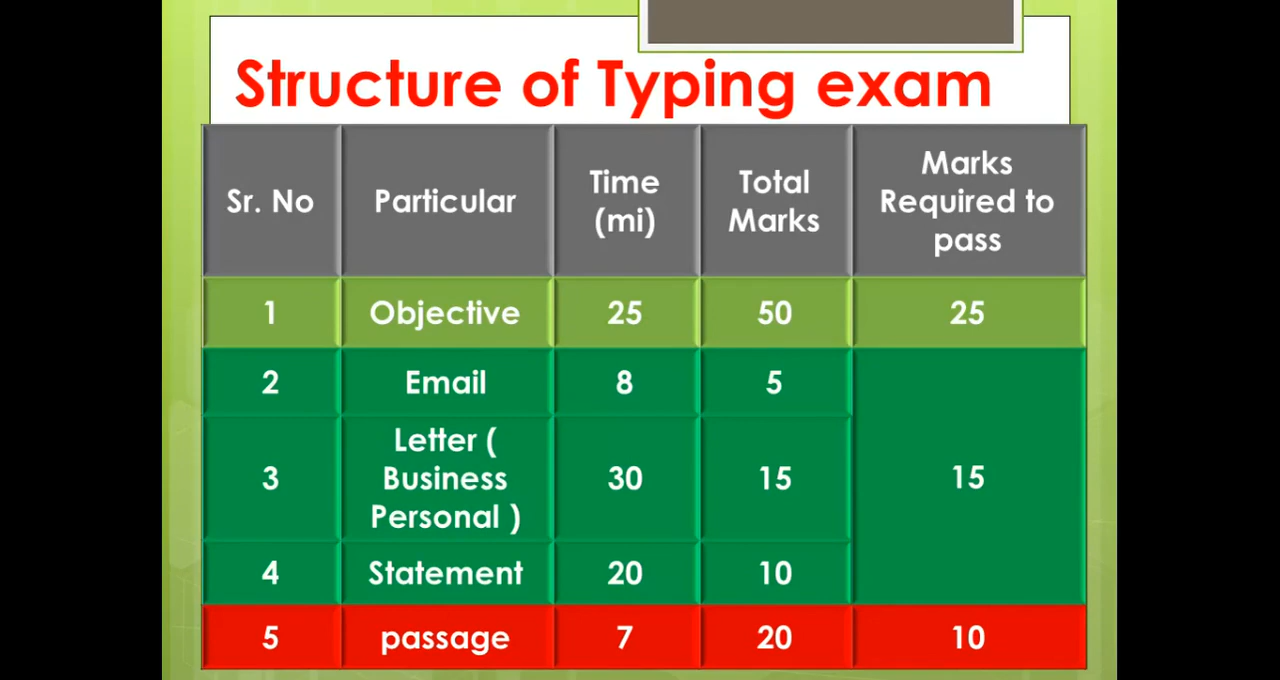 Structure of Typing exam
Sr. No Particular Time (mi) Total Marks Marks Required to pass
1 Objective 25 50 25
2 Email 8 5
3 Letter ( Business Personal ) 30 15 15
4 Statement 20 10
5 passage 7 20 10